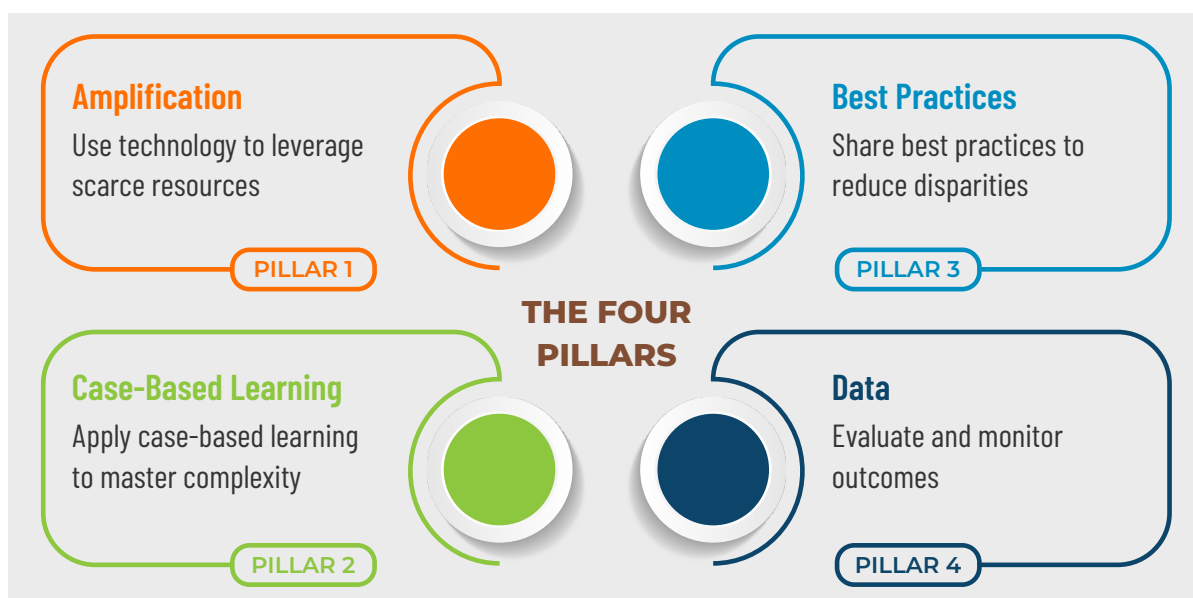 Amplification
Use technology to leverage
scarce resources
PILLAR 1
Case-Based Learning
Apply case-based learning
to master complexity
PILLAR 2
THE FOUR
PILLARS
Best Practices
Share best practices to
reduce disparities
PILLAR 3
Data
Evaluate and monitor
outcomes
PILLAR 4